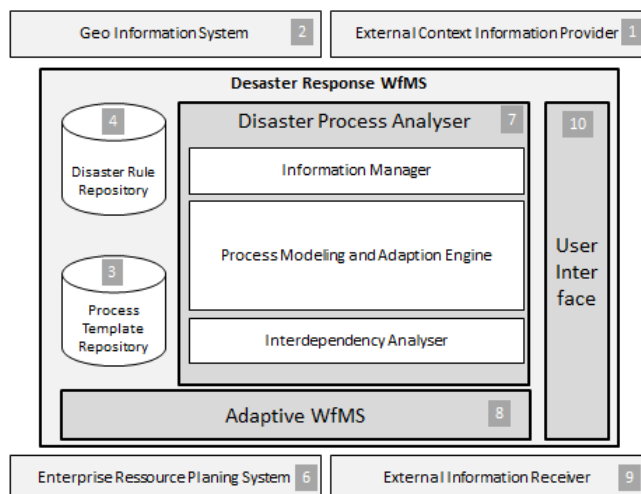 Geo Information System 2
External Context Information Provider 1
Desaster Response WfMS
4
Disaster Rule
Repository
3
Process
Template
Repository
Disaster Process Analyser 7
Information Manager
Process Modeling and Adaption Engine
Interdependency Analyser
10
User
Inter
face
Adaptive WfMS 8
Enterprise Ressource Planing System 6
External Information Receiver 9